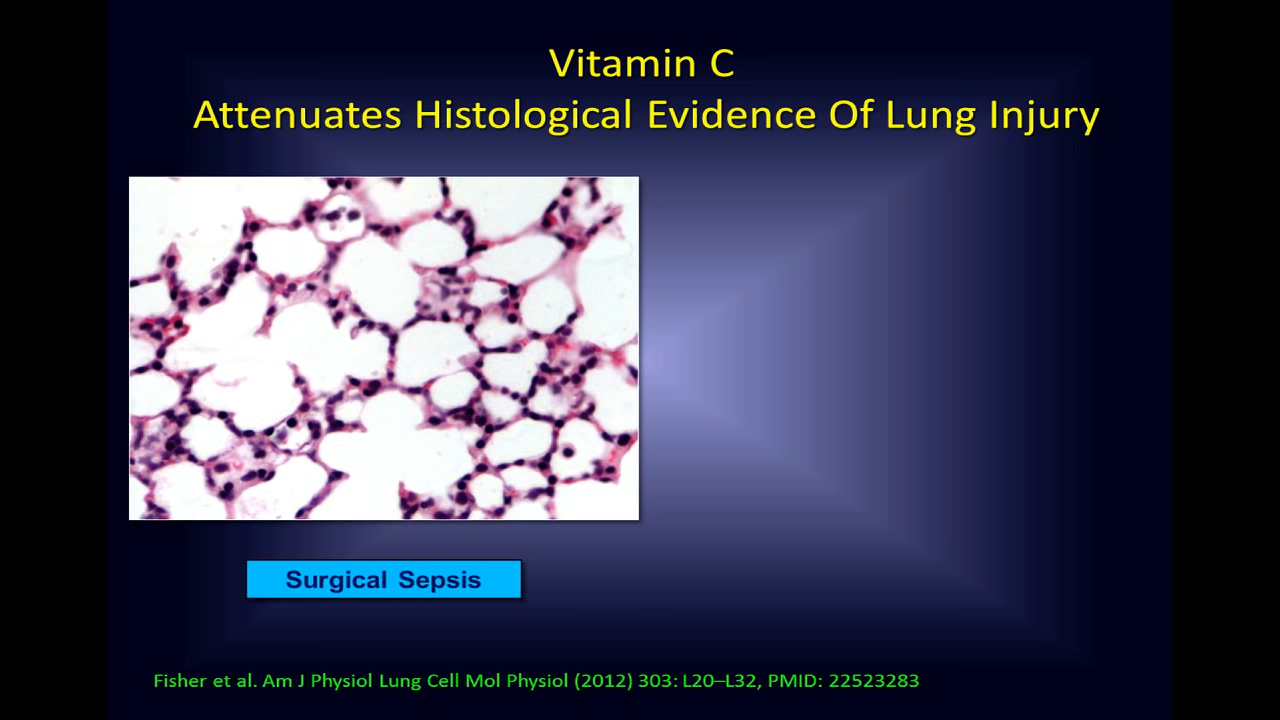 Vitamin C
Attenuates Histological Evidence Of Lung Injury
Surgical Sepsis
Fisher et al. Am J Physiol Lung Cell Mol Physiol (2012) 303: L20–L32, PMID: 22523283